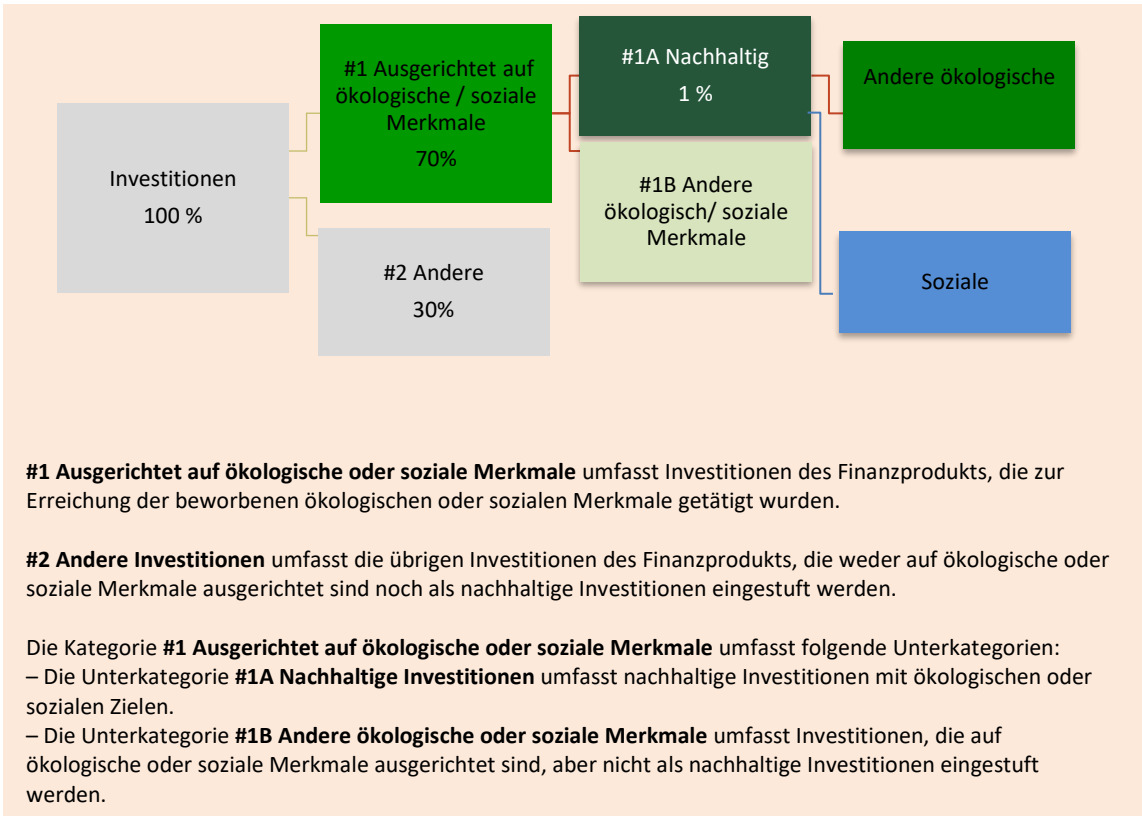 Investitionen
100 %
#1 Ausgerichtet auf
ökologische / soziale
Merkmale
70%
#2 Andere
30%
#1A Nachhaltig
1 %
#1B Andere
ökologisch/ soziale
Merkmale
Andere ökologische
Soziale
#1 Ausgerichtet auf ökologische oder soziale Merkmale umfasst Investitionen des Finanzprodukts, die zur
Erreichung der beworbenen ökologischen oder sozialen Merkmale getätigt wurden.
#2 Andere Investitionen umfasst die übrigen Investitionen des Finanzprodukts, die weder auf ökologische oder
soziale Merkmale ausgerichtet sind noch als nachhaltige Investitionen eingestuft werden.
Die Kategorie #1 Ausgerichtet auf ökologische oder soziale Merkmale umfasst folgende Unterkategorien:
– Die Unterkategorie #1A Nachhaltige Investitionen umfasst nachhaltige Investitionen mit ökologischen oder
sozialen Zielen.
– Die Unterkategorie #1B Andere ökologische oder soziale Merkmale umfasst Investitionen, die auf
ökologische oder soziale Merkmale ausgerichtet sind, aber nicht als nachhaltige Investitionen eingestuft
werden.